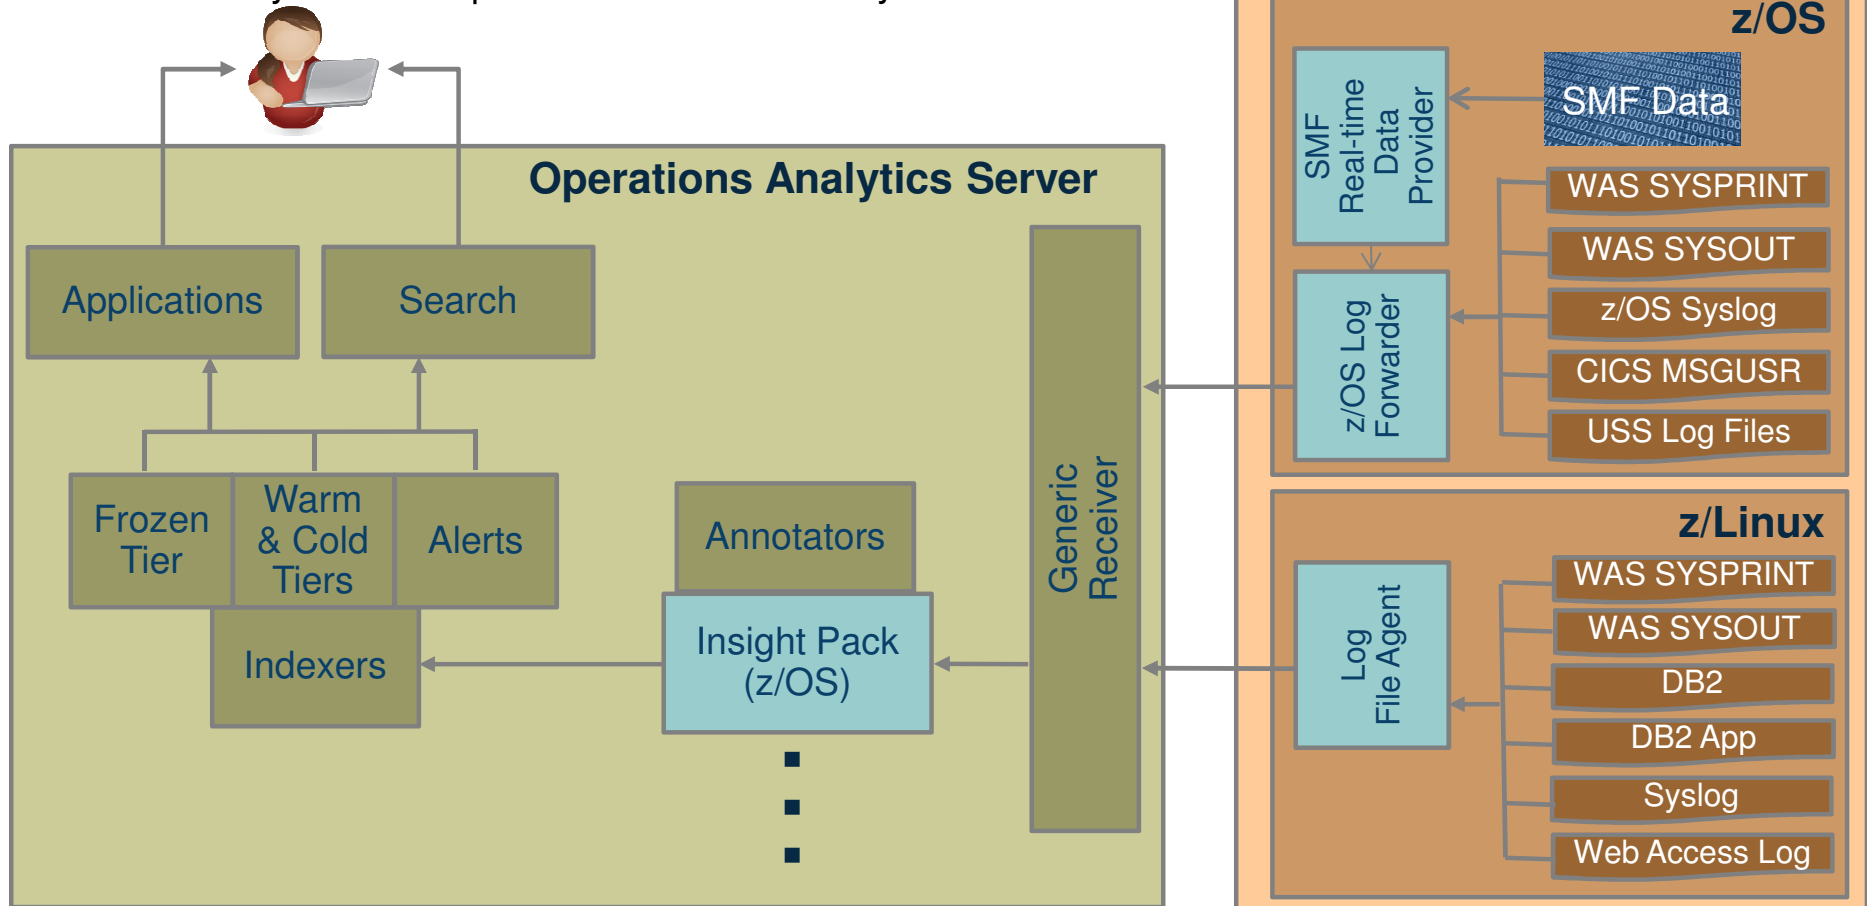 Operations Analytics Server
Applications
Search
Frozen
Tier
Warm
& Cold
Tiers
Alerts
Indexers
Annotators
Insight Pack
(z/OS)
Generic
Receiver
z/OS
SMF
Real-time
Data
Provider
SMF Data
z/OS Log
Forwarder
WAS SYSPRINT
WAS SYSOUT
z/OS Syslog
CICS MSGUSR
USS Log Files
z/Linux
Log
File Agent
WAS SYSPRINT
WAS SYSOUT
DB2
DB2 App
Syslog
Web Access Log